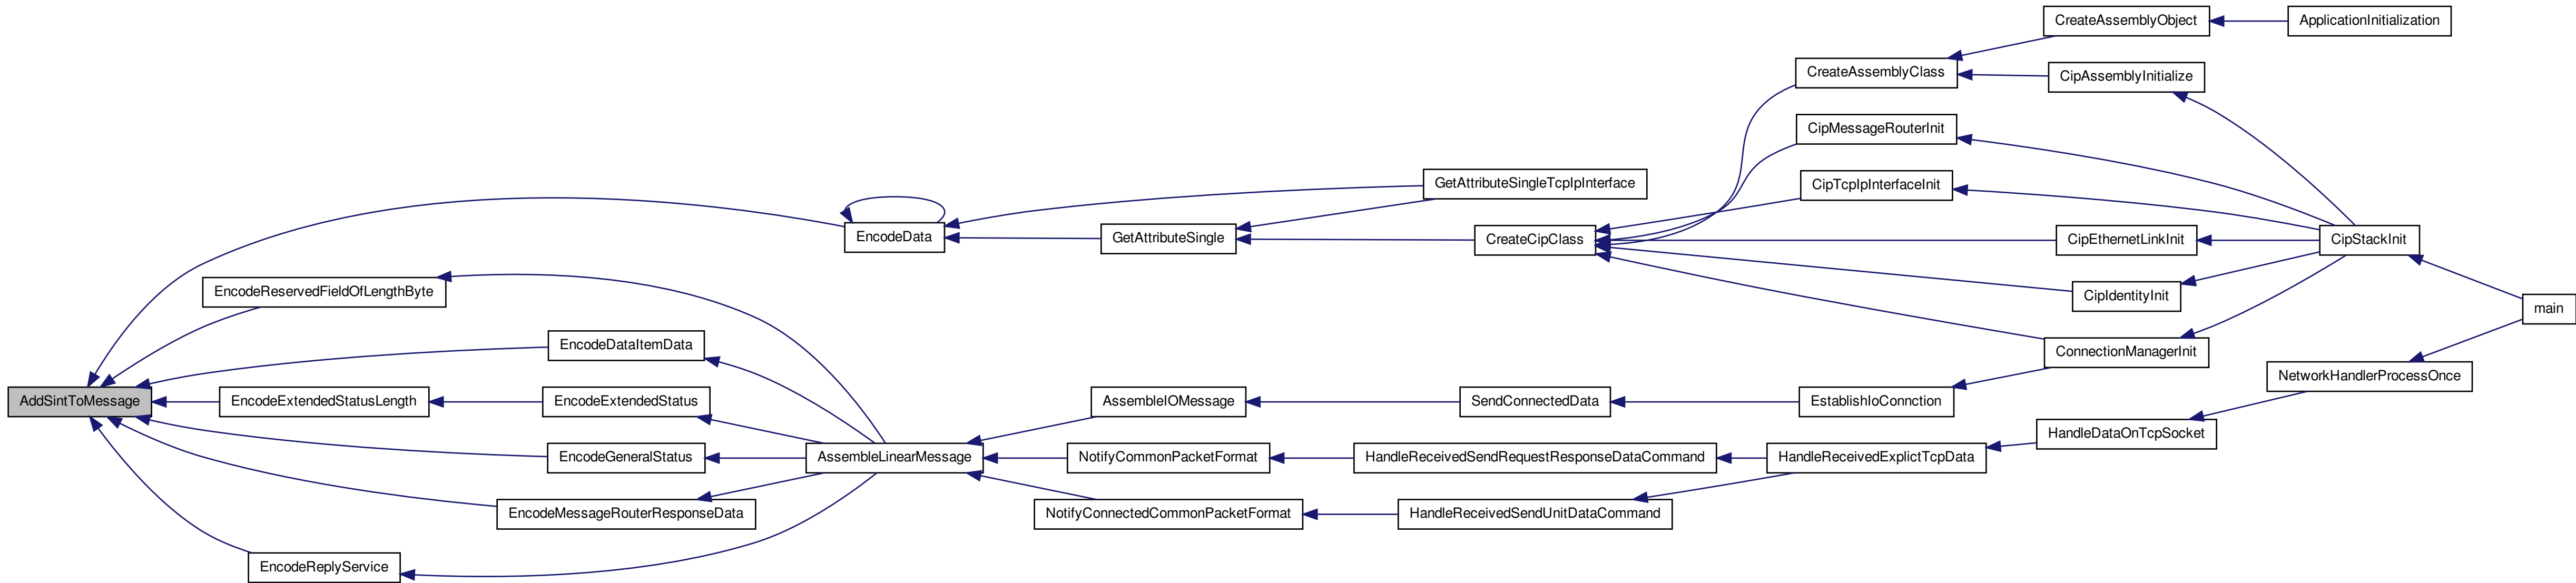 AddSintToMessage
EncodeData
EncodeReservedFieldOfLengthByte
EncodeDataItemData
EncodeExtendedStatusLength
EncodeExtendedStatus
EncodeGeneralStatus
EncodeMessageRouterResponseData
EncodeReplyService
GetAttributeSingleTcpIpInterface
GetAttributeSingle
AssembleLinearMessage
AssembleIOMessage
NotifyCommonPacketFormat
NotifyConnectedCommonPacketFormat
CreateCipClass
SendConnectedData
HandleReceivedSendRequestResponseDataCommand
HandleReceivedSendUnitDataCommand
CreateAssemblyClass
CipMessageRouterInit
CipTcpIpInterfaceInit
EstablishIoConnction
HandleReceivedExplictTcpData
CreateAssemblyObject
CipAssemblyInitialize
CipEthernetLinkInit
CipIdentityInit
ConnectionManagerInit
HandleDataOnTcpSocket
ApplicationInitialization
CipStackInit
NetworkHandlerProcessOnce
main